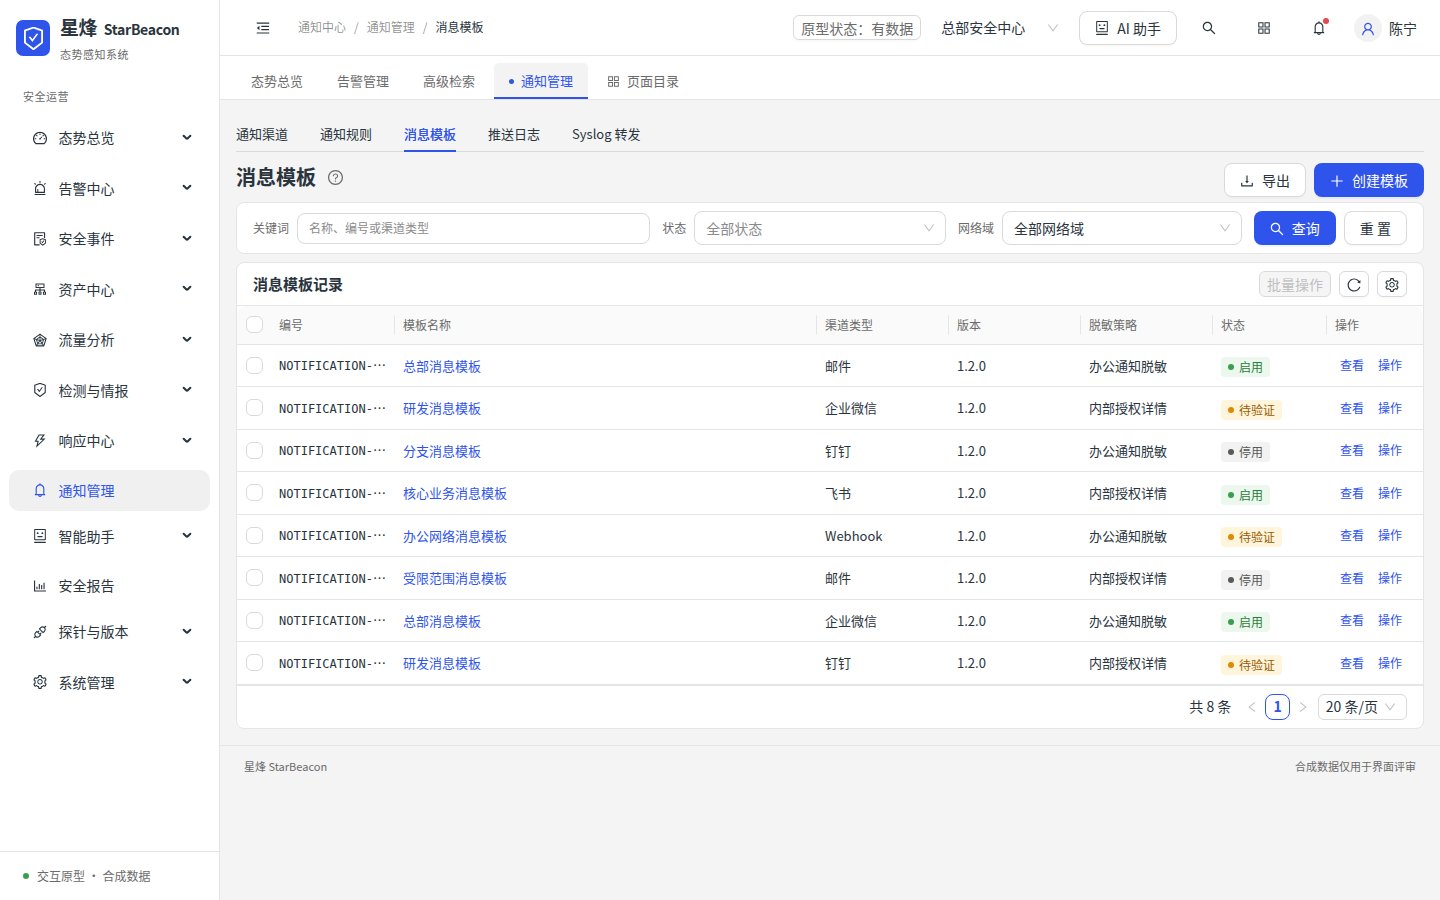 星烽 StarBeacon
态势感知系统
安全运营
态势总览
告警中心
安全事件
资产中心
流量分析
检测与情报
响应中心
通知管理
智能助手
安全报告
探针与版本
系统管理
交互原型 · 合成数据
通知中心 / 通知管理 / 消息模板
原型状态：有数据
总部安全中心
AI 助手
陈宁
态势总览 告警管理 高级检索 通知管理 页面目录
通知渠道 通知规则 消息模板 推送日志 Syslog 转发
消息模板
导出
创建模板
关键词 名称、编号或渠道类型 状态 全部状态 网络域 全部网络域 查询 重 置
消息模板记录 批量操作
编号 模板名称 渠道类型 版本 脱敏策略 状态 操作
NOTIFICATION-··· 总部消息模板 邮件 1.2.0 办公通知脱敏 启用 查看 操作
NOTIFICATION-··· 研发消息模板 企业微信 1.2.0 内部授权详情 待验证 查看 操作
NOTIFICATION-··· 分支消息模板 钉钉 1.2.0 办公通知脱敏 停用 查看 操作
NOTIFICATION-··· 核心业务消息模板 飞书 1.2.0 内部授权详情 启用 查看 操作
NOTIFICATION-··· 办公网络消息模板 Webhook 1.2.0 办公通知脱敏 待验证 查看 操作
NOTIFICATION-··· 受限范围消息模板 邮件 1.2.0 内部授权详情 停用 查看 操作
NOTIFICATION-··· 总部消息模板 企业微信 1.2.0 办公通知脱敏 启用 查看 操作
NOTIFICATION-··· 研发消息模板 钉钉 1.2.0 内部授权详情 待验证 查看 操作
共 8 条 1 20 条/页
星烽 StarBeacon
合成数据仅用于界面评审